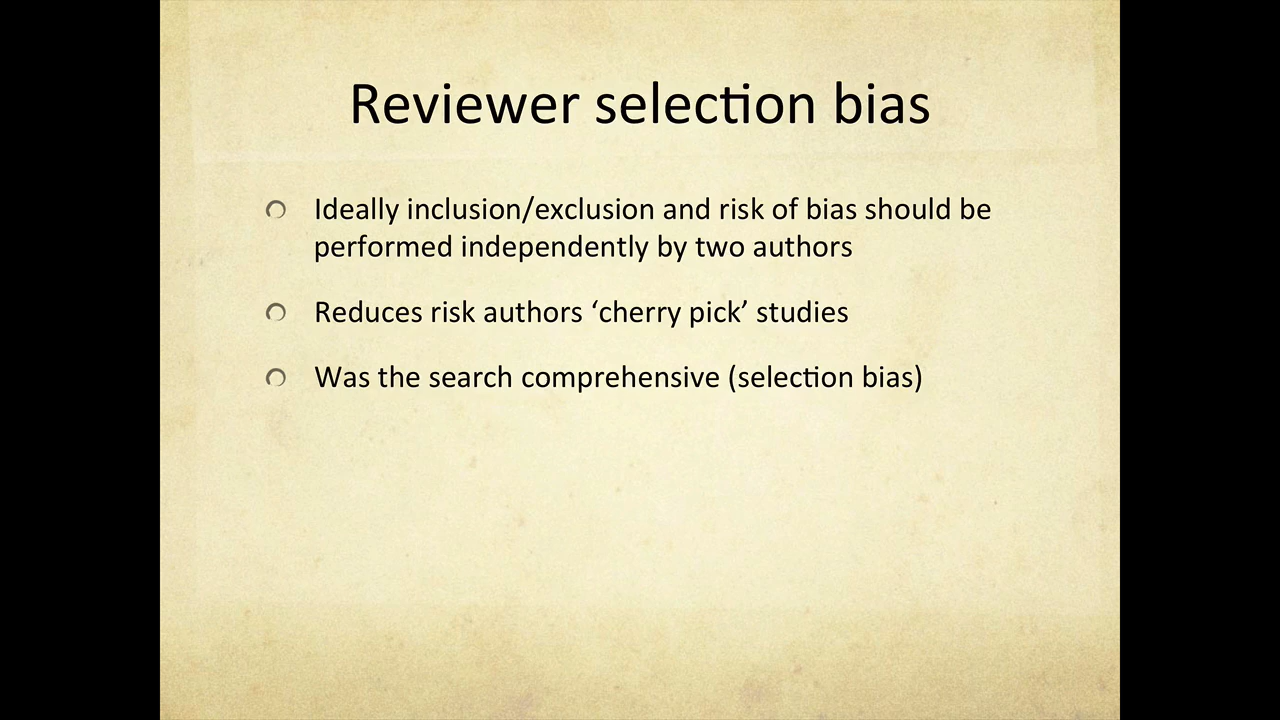 Reviewer selection bias
Ideally inclusion/exclusion and risk of bias should be
performed independently by two authors
Reduces risk authors ‘cherry pick’ studies
Was the search comprehensive (selection bias)